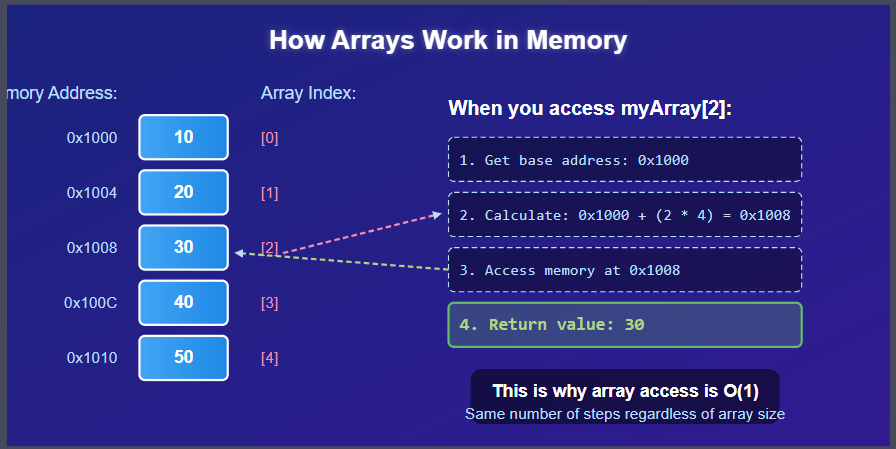 How Arrays Work in Memory
mory Address:
Array Index:
0x1000
10
[0]
0x1004
20
[1]
0x1008
30
[2]
0x100C
40
[3]
0x1010
50
[4]
When you access myArray[2]:
1. Get base address: 0x1000
2. Calculate: 0x1000 + (2 * 4) = 0x1008
3. Access memory at 0x1008
4. Return value: 30
This is why array access is O(1)
Same number of steps regardless of array size